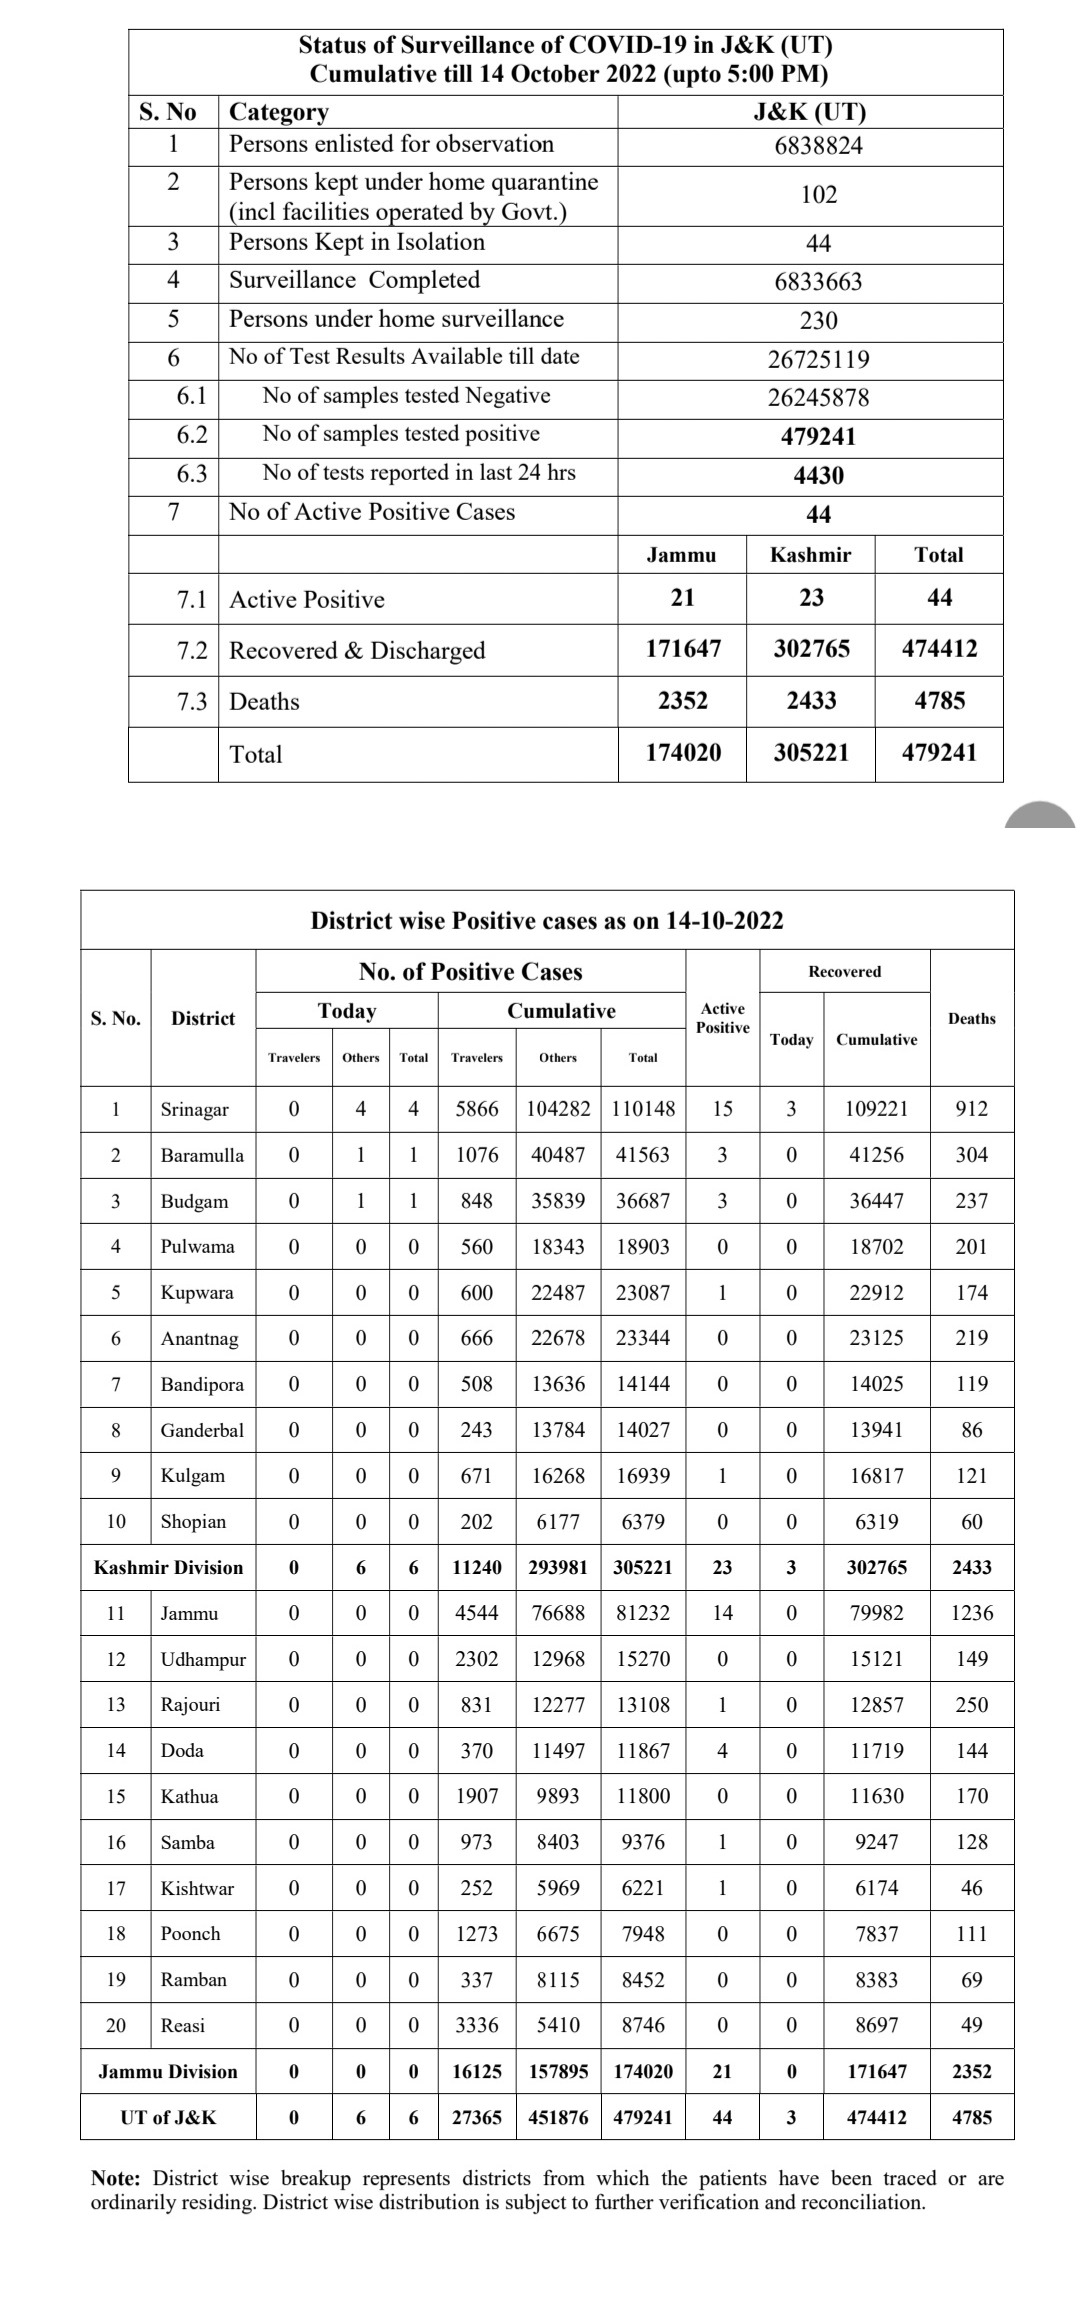 Status of Surveillance of COVID-19 in J&K (UT)
Cumulative till 14 October 2022 (upto 5:00 PM)
S. No Category J&K (UT)
1 Persons enlisted for observation 6838824
2 Persons kept under home quarantine
(incl facilities operated by Govt.) 102
3 Persons Kept in Isolation 44
4 Surveillance Completed 6833663
5 Persons under home surveillance 230
6 No of Test Results Available till date 26725119
6.1 No of samples tested Negative 26245878
6.2 No of samples tested positive 479241
6.3 No of tests reported in last 24 hrs 4430
7 No of Active Positive Cases 44
Jammu Kashmir Total
7.1 Active Positive 21 23 44
7.2 Recovered & Discharged 171647 302765 474412
7.3 Deaths 2352 2433 4785
Total 174020 305221 479241
District wise Positive cases as on 14-10-2022
S. No. District No. of Positive Cases Active Positive Recovered Deaths
Today Cumulative Today Cumulative
Travelers Others Total Travelers Others Total
1 Srinagar 0 4 4 5866 104282 110148 15 3 109221 912
2 Baramulla 0 1 1 1076 40487 41563 3 0 41256 304
3 Budgam 0 1 1 848 35839 36687 3 0 36447 237
4 Pulwama 0 0 0 560 18343 18903 0 0 18702 201
5 Kupwara 0 0 0 600 22487 23087 1 0 22912 174
6 Anantnag 0 0 0 666 22678 23344 0 0 23125 219
7 Bandipora 0 0 0 508 13636 14144 0 0 14025 119
8 Ganderbal 0 0 0 243 13784 14027 0 0 13941 86
9 Kulgam 0 0 0 671 16268 16939 1 0 16817 121
10 Shopian 0 0 0 202 6177 6379 0 0 6319 60
Kashmir Division 0 6 6 11240 293981 305221 23 3 302765 2433
11 Jammu 0 0 0 4544 76688 81232 14 0 79982 1236
12 Udhampur 0 0 0 2302 12968 15270 0 0 15121 149
13 Rajouri 0 0 0 831 12277 13108 1 0 12857 250
14 Doda 0 0 0 370 11497 11867 4 0 11719 144
15 Kathua 0 0 0 1907 9893 11800 0 0 11630 170
16 Samba 0 0 0 973 8403 9376 1 0 9247 128
17 Kishtwar 0 0 0 252 5969 6221 1 0 6174 46
18 Poonch 0 0 0 1273 6675 7948 0 0 7837 111
19 Ramban 0 0 0 337 8115 8452 0 0 8383 69
20 Reasi 0 0 0 3336 5410 8746 0 0 8697 49
Jammu Division 0 0 0 16125 157895 174020 21 0 171647 2352
UT of J&K 0 6 6 27365 451876 479241 44 3 474412 4785
Note: District wise breakup represents districts from which the patients have been traced or are
ordinarily residing. District wise distribution is subject to further verification and reconciliation.